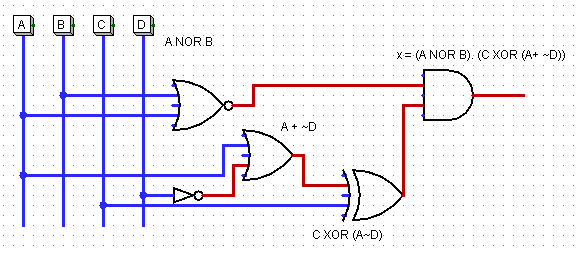 A B C D
A NOR B
x = (A NOR B). (C XOR (A+ ~D))
A + ~D
C XOR (A~D)